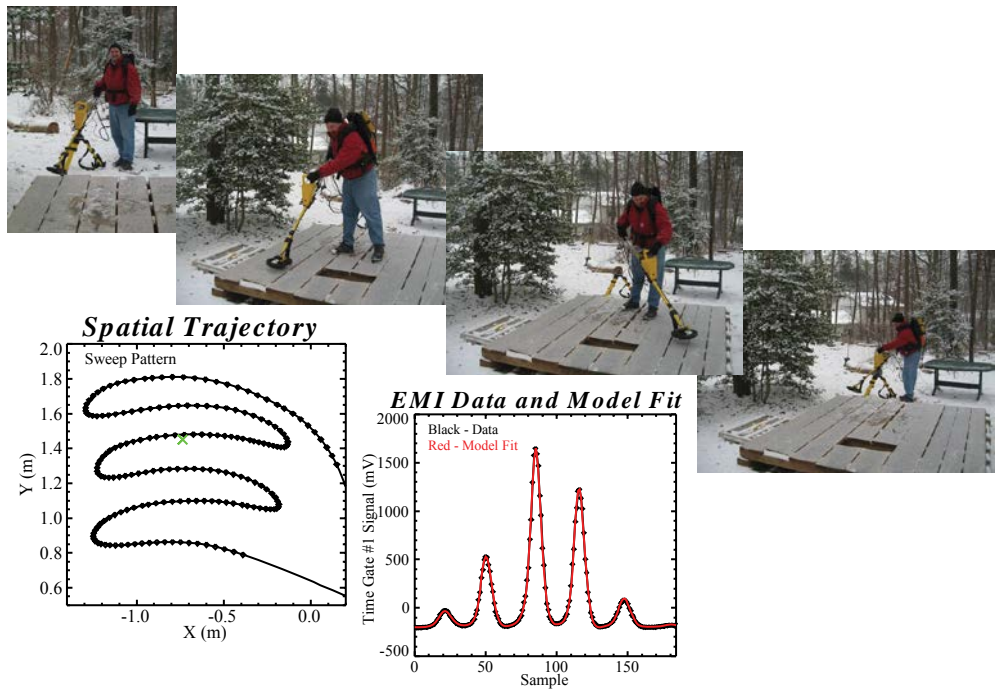 Spatial Trajectory
Sweep Pattern
2.0
1.8
1.6
1.4
1.2
1.0
0.8
0.6
Y (m)
-1.0
-0.5
0.0
X (m)
EMI Data and Model Fit
Black - Data
Red - Model Fit
2000
1500
1000
500
0
-500
Time Gate #1 Signal (mV)
0
50
100
150
Sample